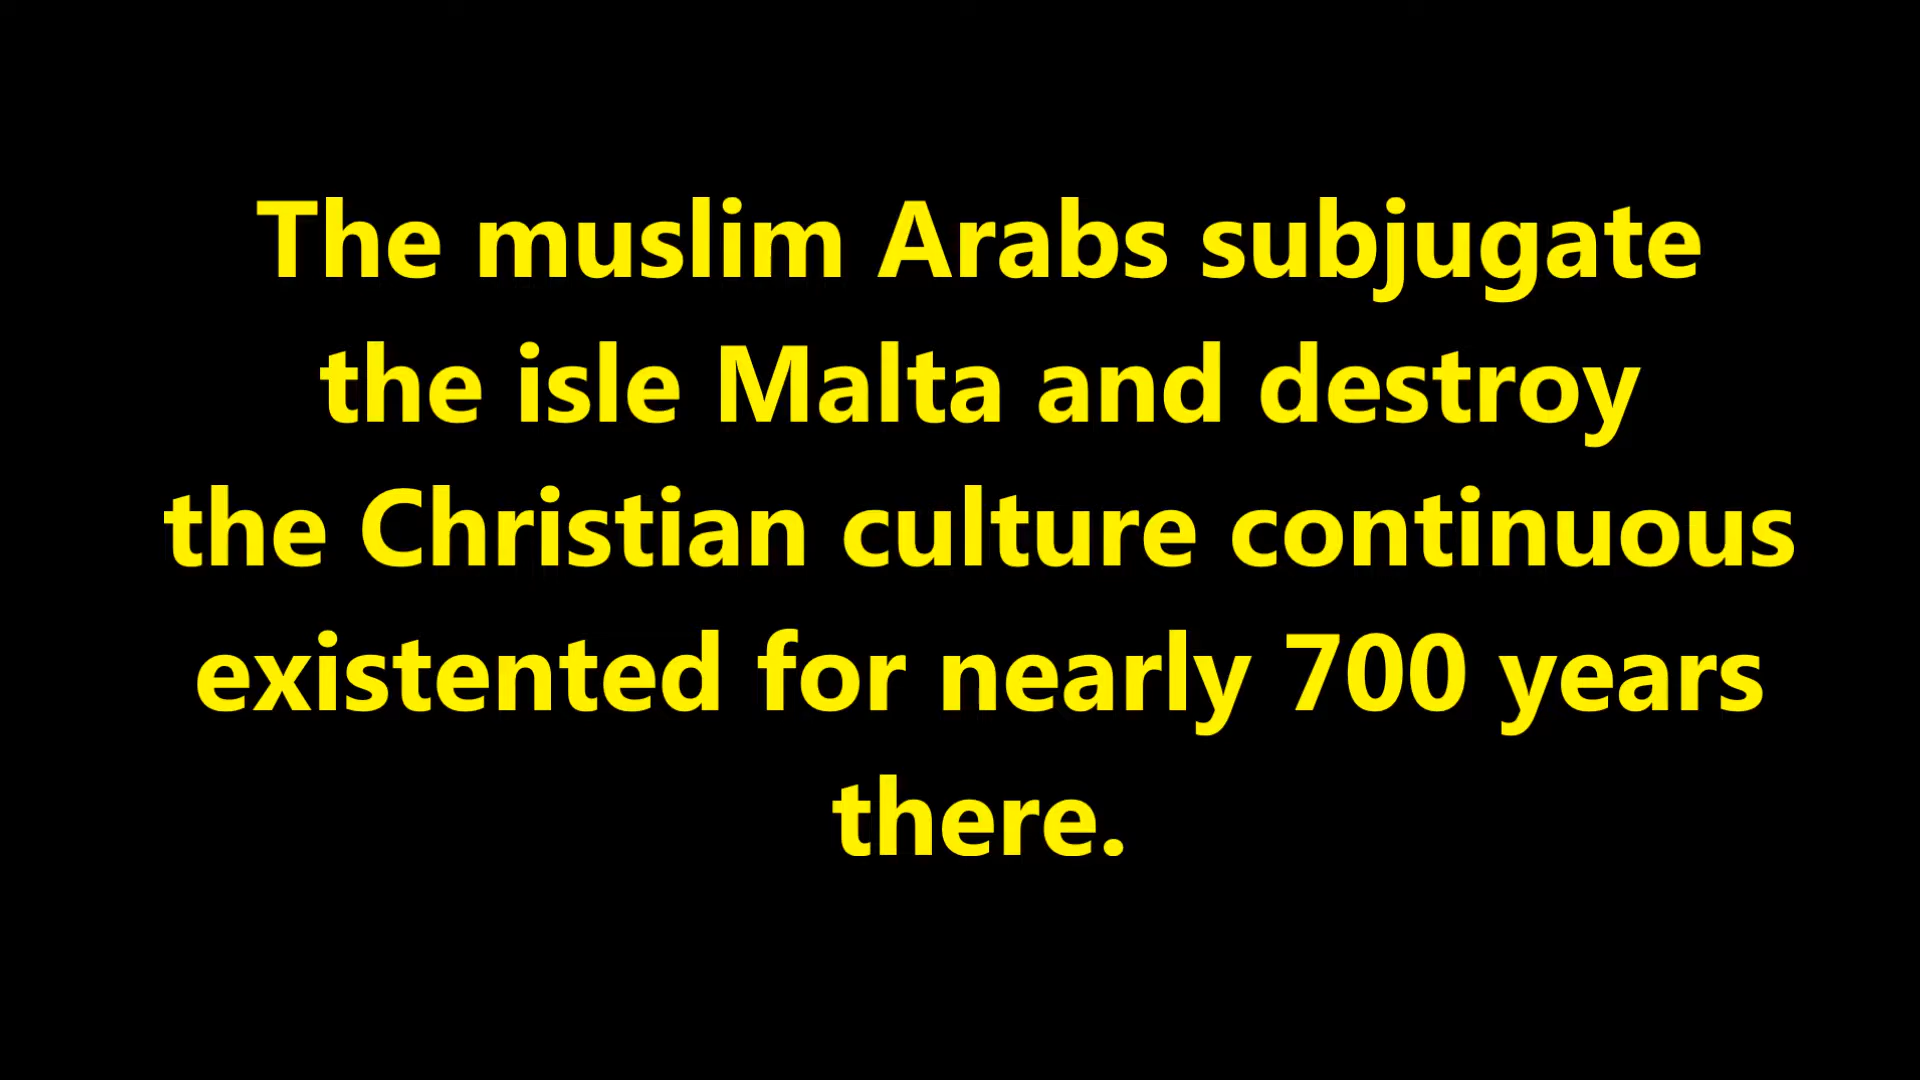 The muslim Arabs subjugate
the isle Malta and destroy
the Christian culture continuous
existented for nearly 700 years
there.